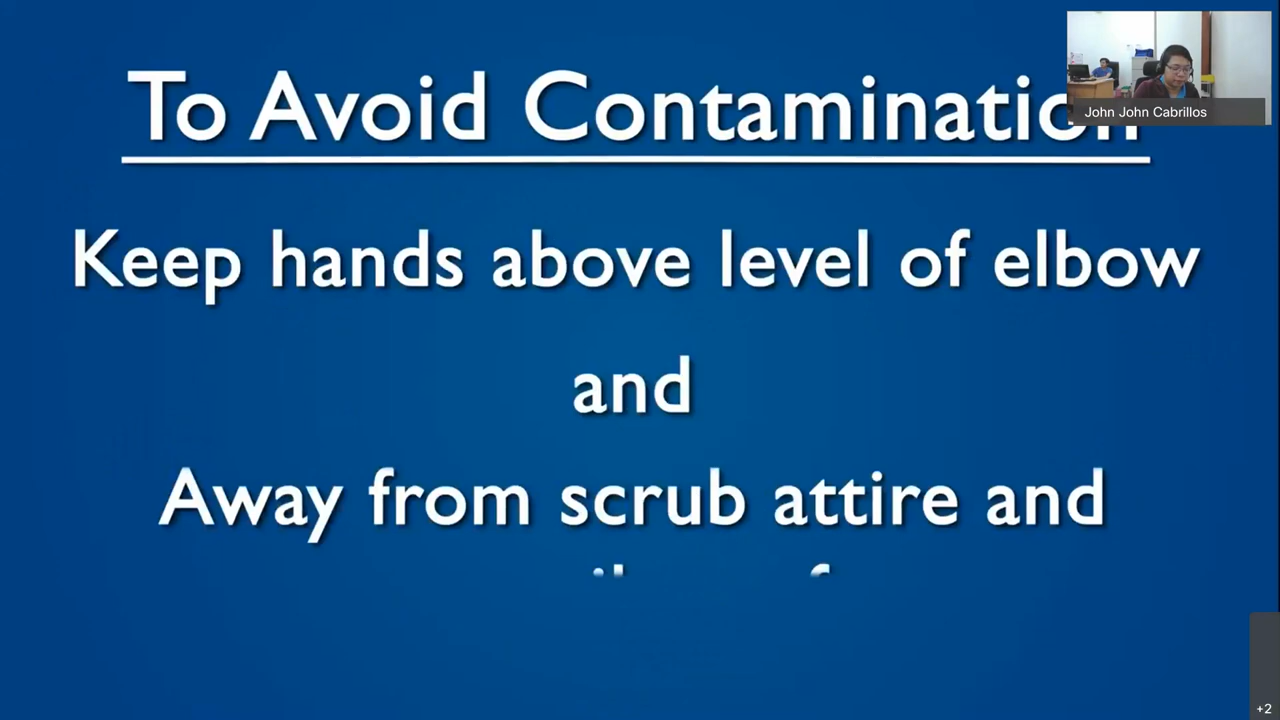 To Avoid Contamination
John John Cabrillos
Keep hands above level of elbow
and
Away from scrub attire and
+2